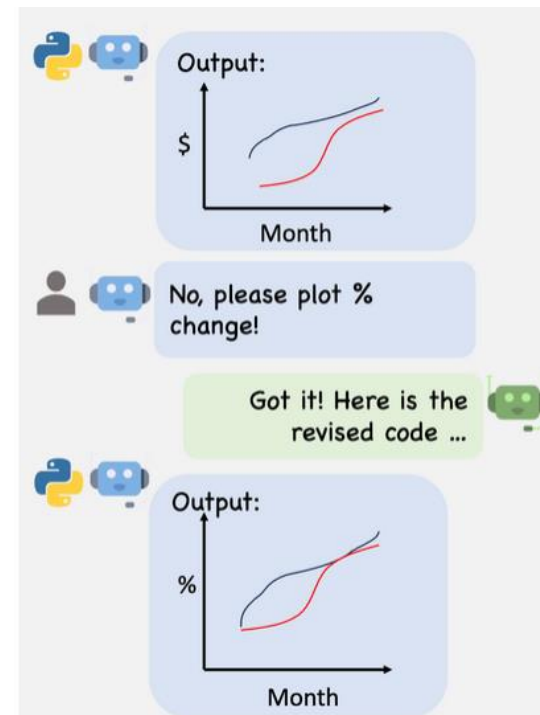 Output:
$
Month
No, please plot %
change!
Got it! Here is the
revised code ...
Output:
%
Month